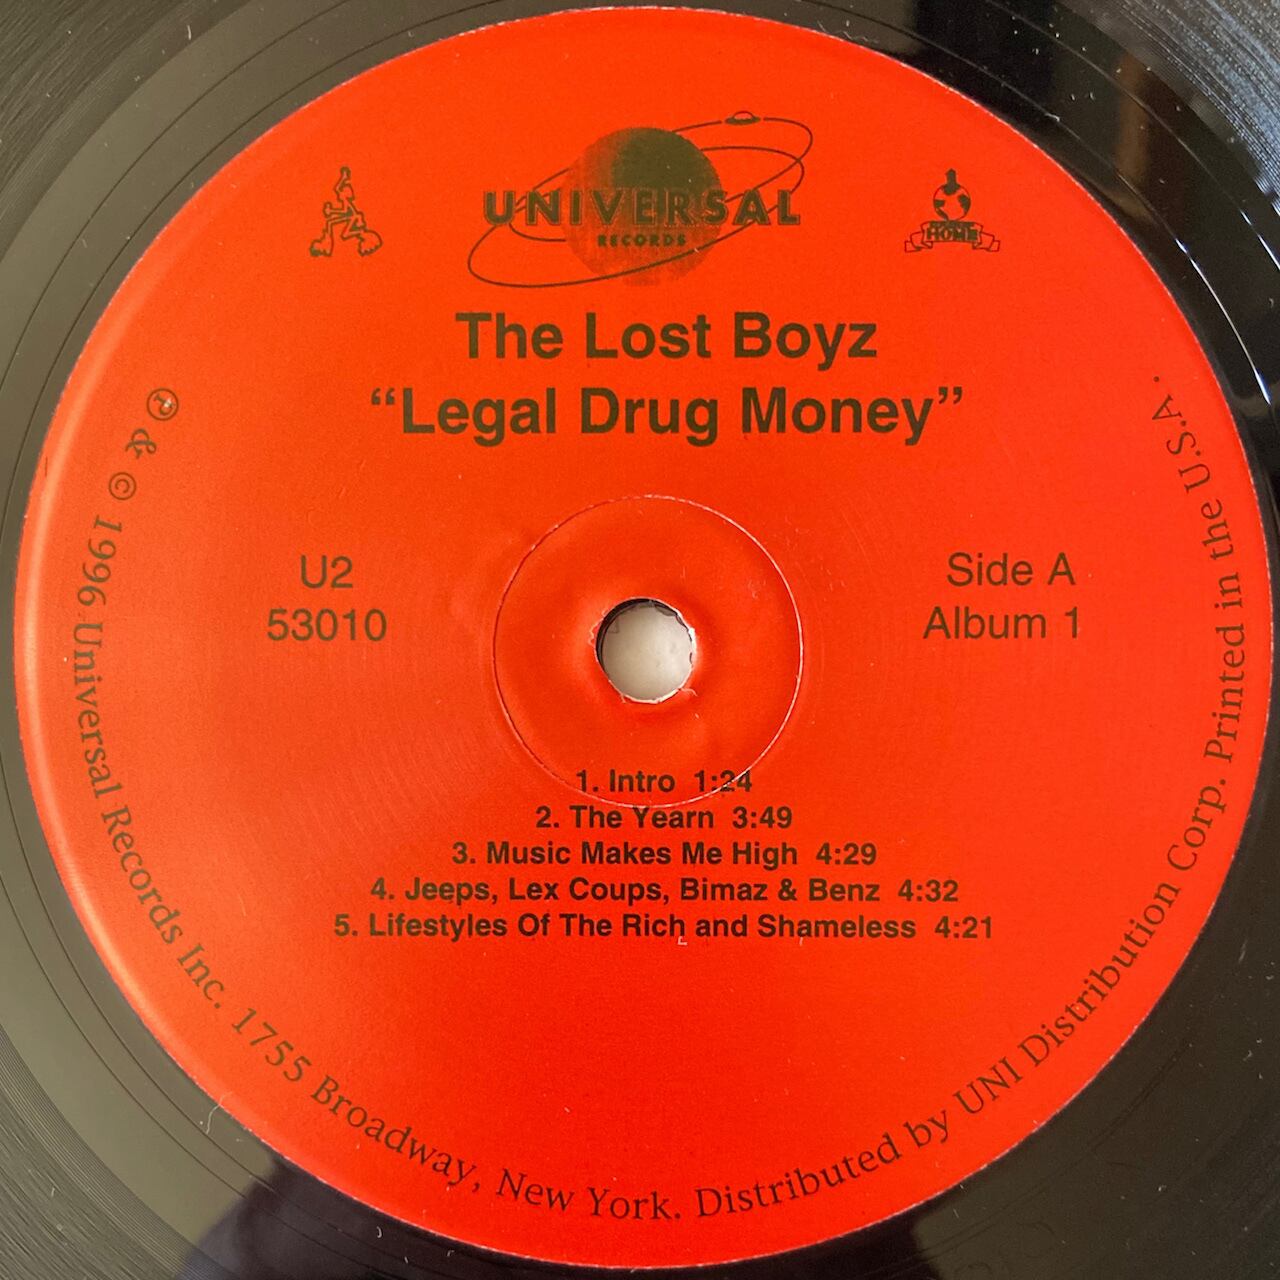 UNIVERSAL
RECORDS
HOME
The Lost Boyz
“Legal Drug Money”
U2
53010
Side A
Album 1
1. Intro 1:24
2. The Yearn 3:49
3. Music Makes Me High 4:29
4. Jeeps, Lex Coups, Bimaz & Benz 4:32
5. Lifestyles Of The Rich and Shameless 4:21
℗ & © 1996 Universal Records Inc. 1755 Broadway, New York. Distributed by UNI Distribution Corp. Printed in the U.S.A.